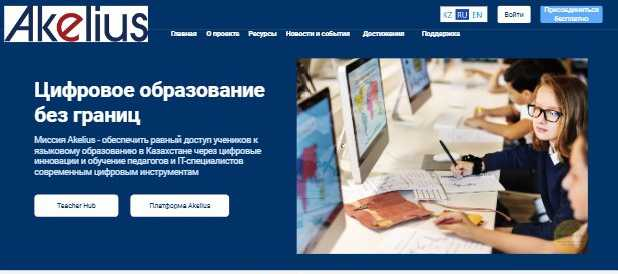 Akelius
KZ RU EN
Войти
Присоединиться
бесплатно
Главная О проекте Ресурсы Новости и события Достижения Поддержка
Цифровое образование
без границ
Миссия Akelius - обеспечить равный доступ учеников к
языковому образованию в Казахстане через цифровые
инновации и обучение педагогов и IT-специалистов
современным цифровым инструментам
Teacher Hub Платформа Akelius